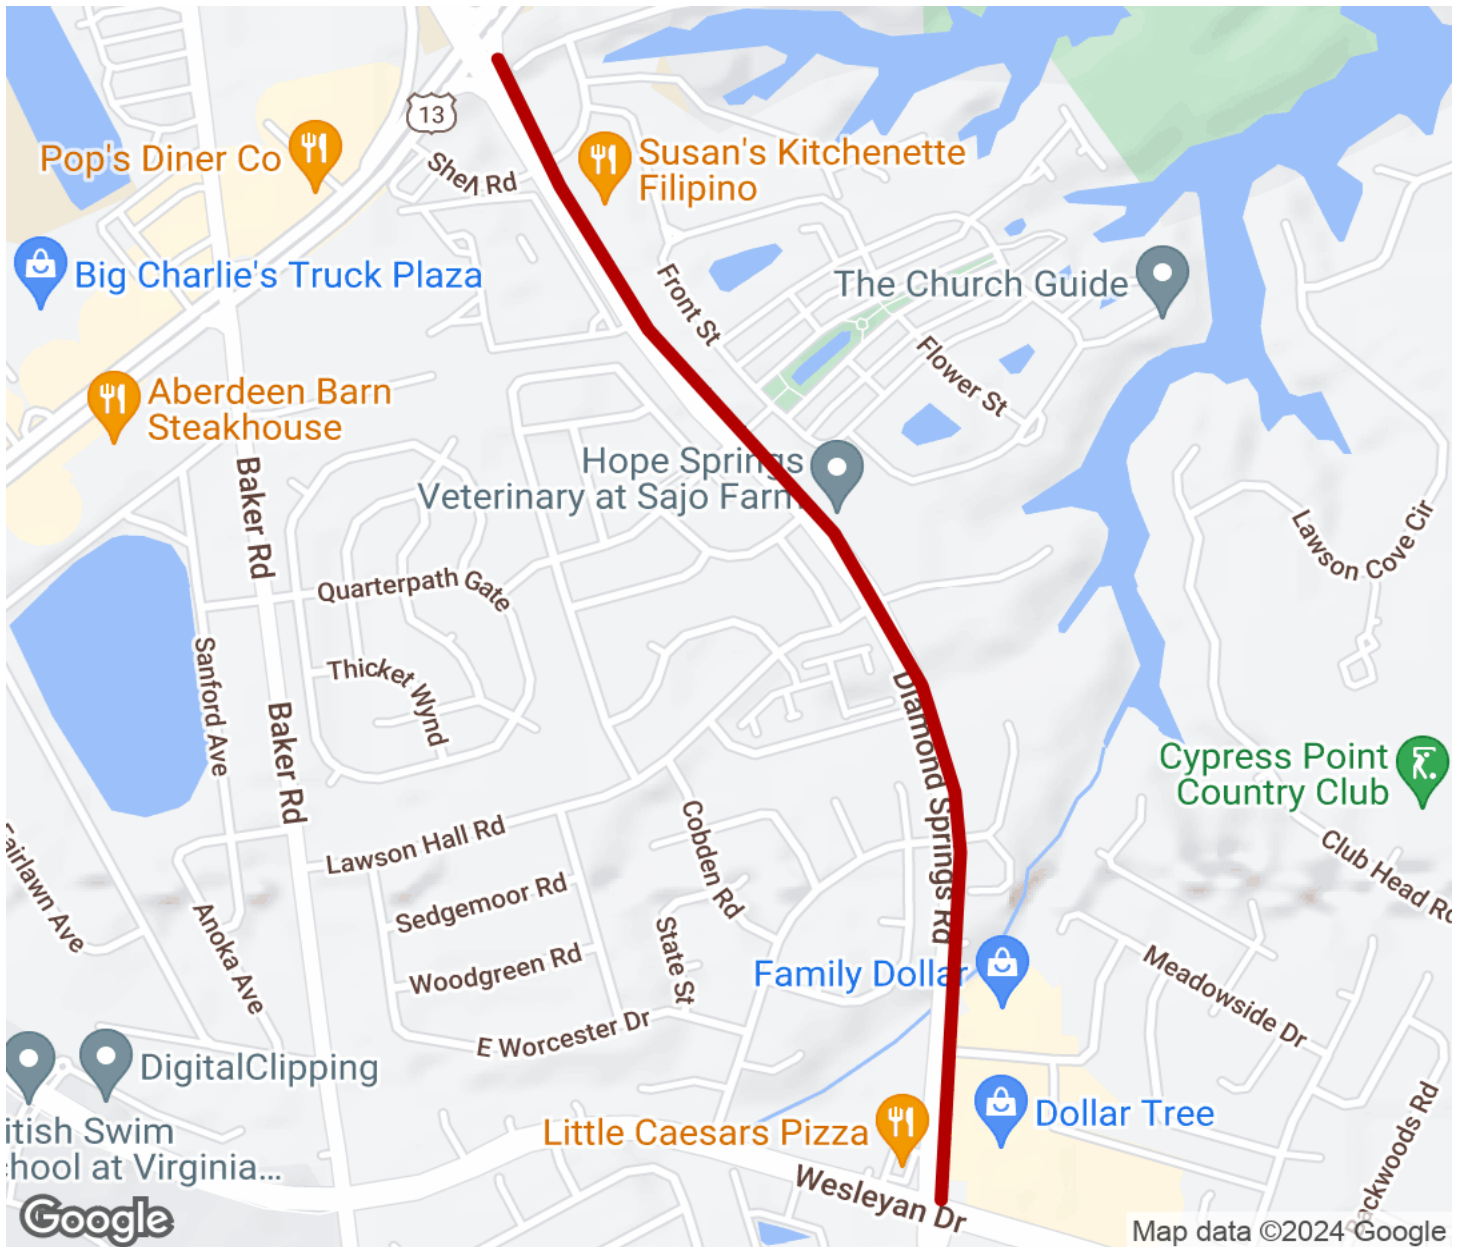 13
Pop's Diner Co
Shell Rd
Susan's Kitchenette
Filipino
Big Charlie's Truck Plaza
Front St
The Church Guide
Flower St
Aberdeen Barn
Steakhouse
Hope Springs
Veterinary at Sajo Farm
Baker Rd
Lawson Cove Cir
Quarterpath Gate
Sanford Ave
Thicket Wynd
Baker Rd
Diamond Springs Rd
Cypress Point
Country Club
Cobden Rd
Lawson Hall Rd
Club Head Rd
Fairlawn Ave
Sedgemoor Rd
Anoka Ave
State St
Woodgreen Rd
Family Dollar
Meadowside Dr
E Worcester Dr
DigitalClipping
Dollar Tree
Little Caesars Pizza
itish Swim
hool at Virginia...
Wesleyan Dr
Backwoods Rd
Google
Map data ©2024 Google